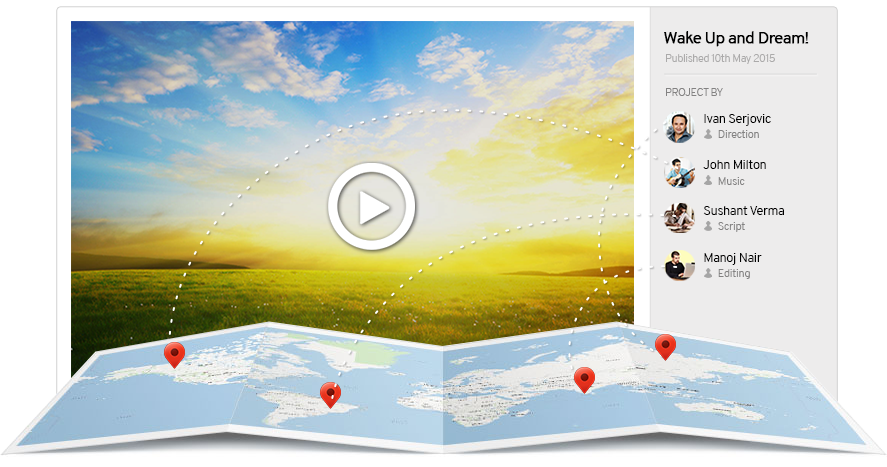 Wake Up and Dream!
Published 10th May 2015
PROJECT BY
Ivan Serjovic
Direction
John Milton
Music
Sushant Verma
Script
Manoj Nair
Editing